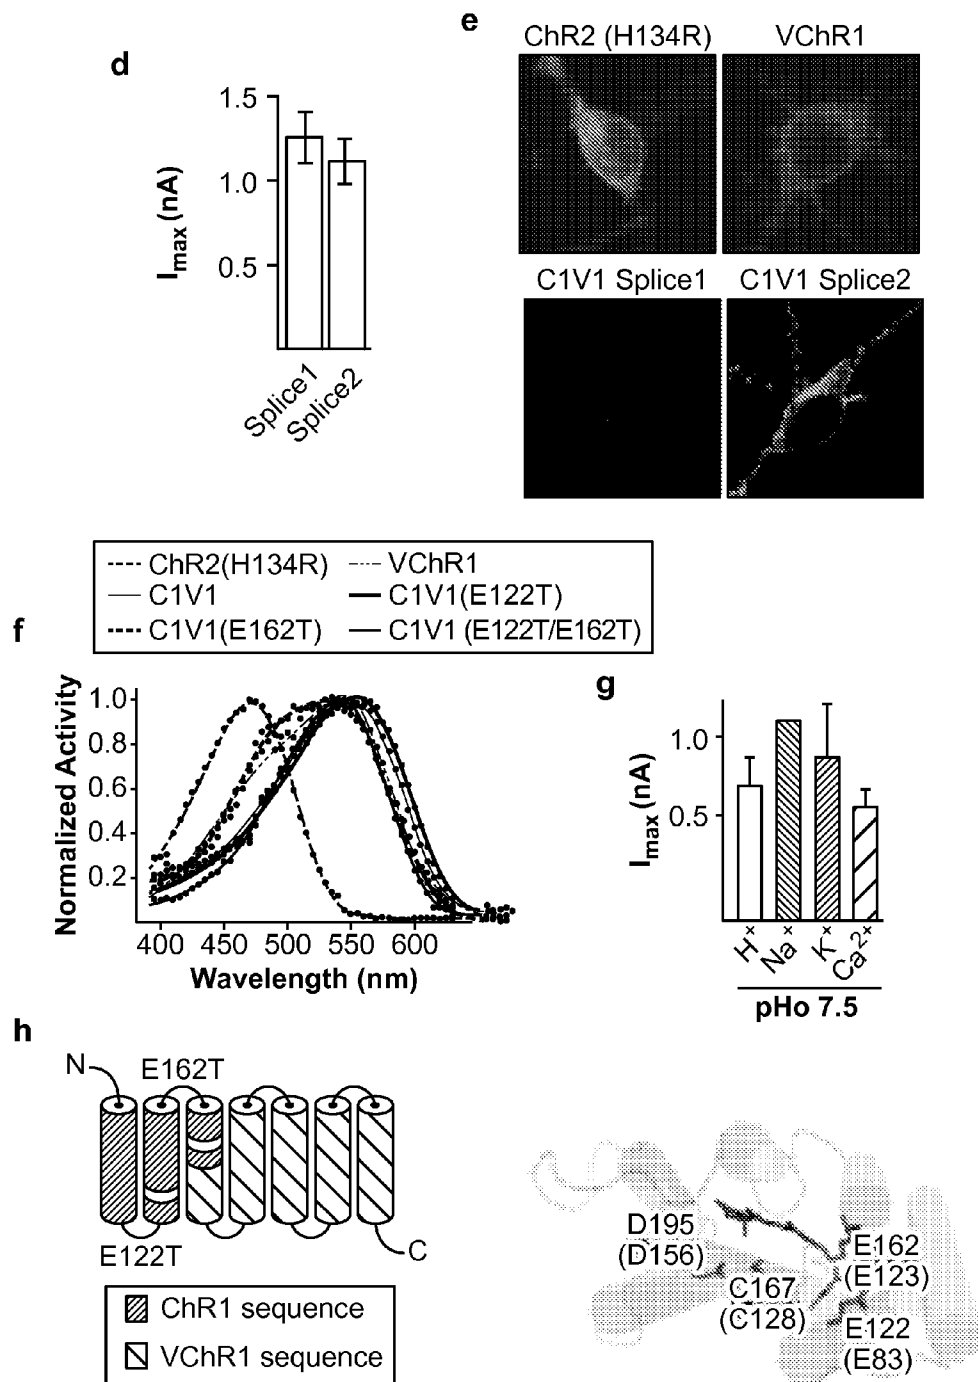 d
1.5
1.0
0.5
I max (nA)
Splice1
Splice2
e
ChR2 (H134R)
VChR1
C1V1 Splice1
C1V1 Splice2
ChR2(H134R)
VChR1
C1V1
C1V1(E122T)
C1V1(E162T)
C1V1 (E122T/E162T)
f
1.0
0.8
0.6
0.4
0.2
Normalized Activity
400 450 500 550 600
Wavelength (nm)
g
1.0
0.5
I max (nA)
H+
Na+
K+
Ca2+
pHo 7.5
h
N
E162T
E122T
C
ChR1 sequence
VChR1 sequence
D195
(D156)
C167
(C128)
E162
(E123)
E122
(E83)